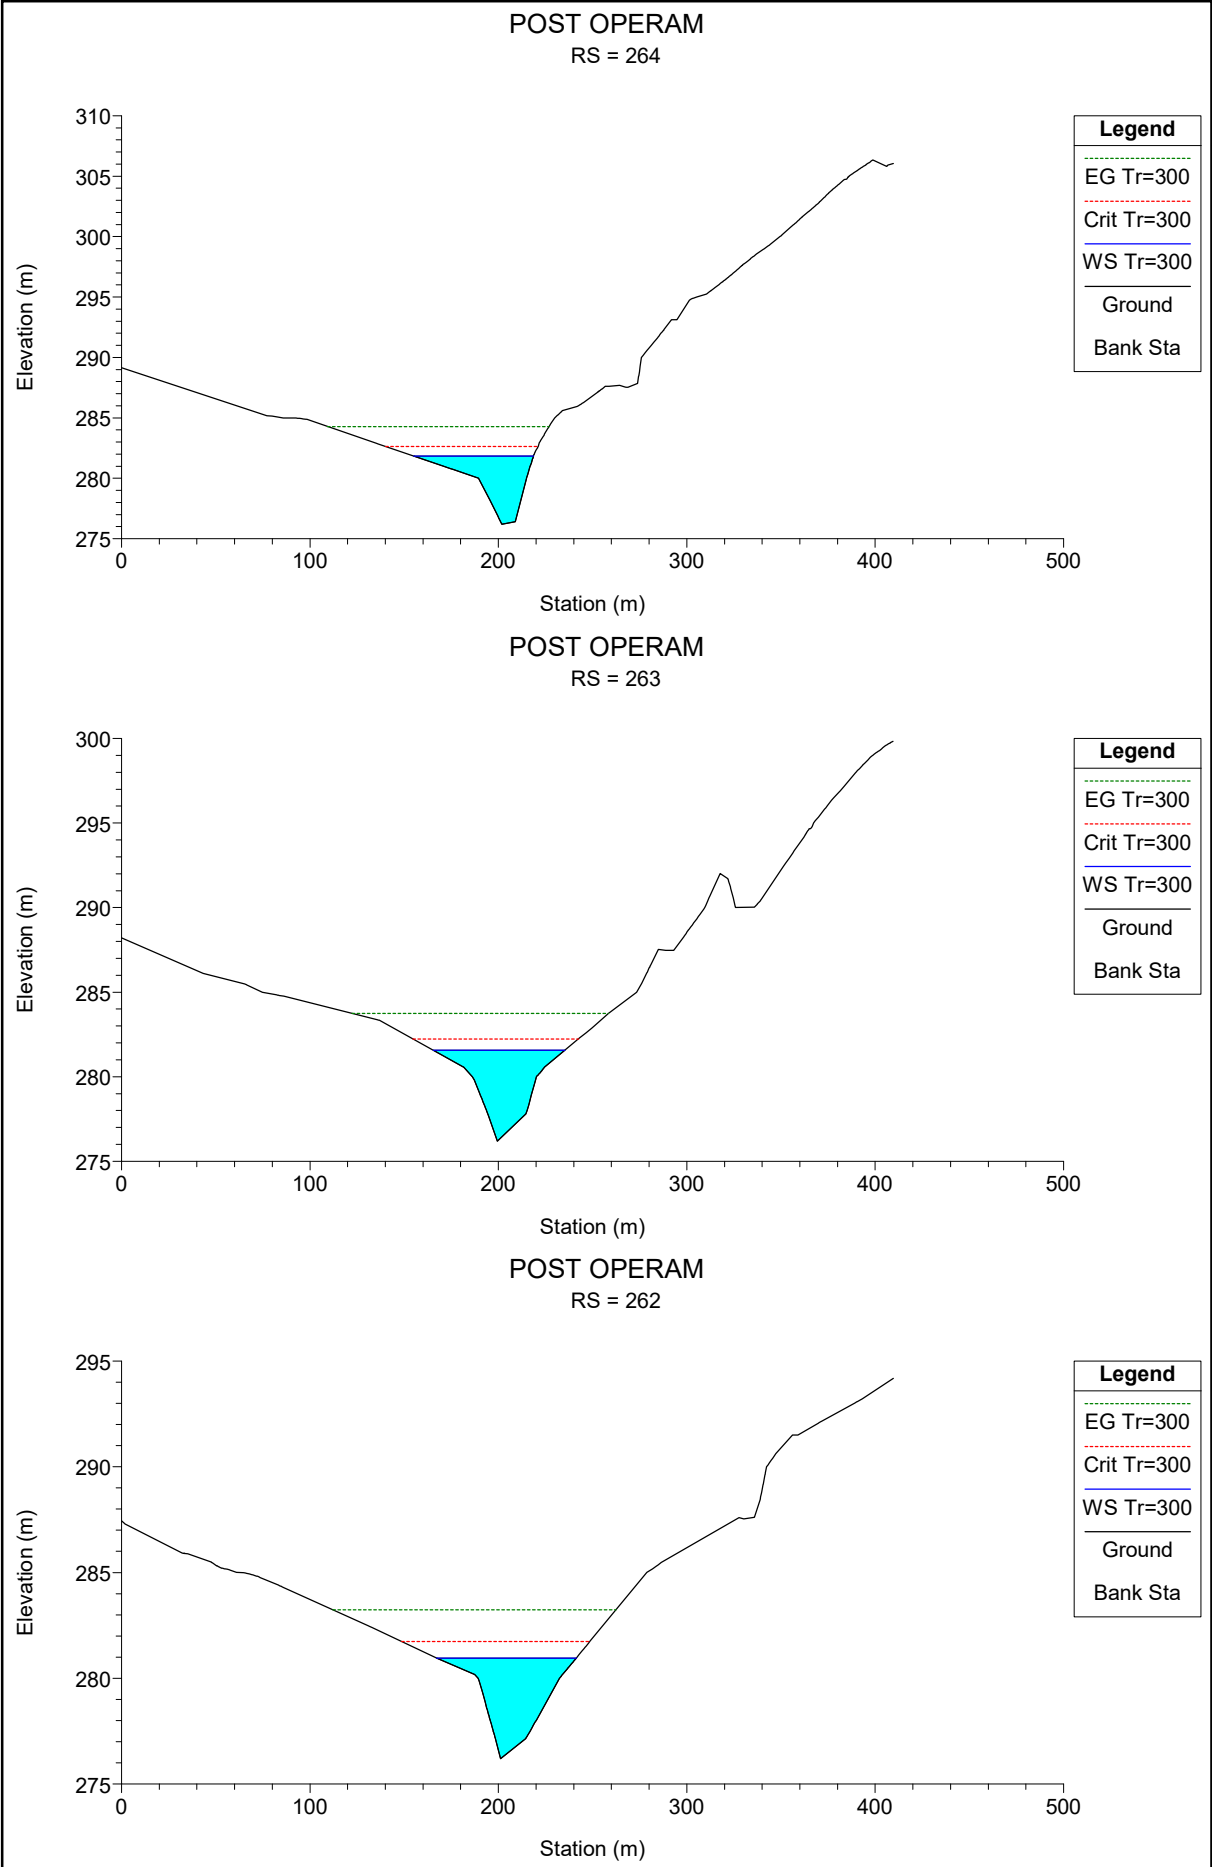 POST OPERAM
RS = 264
310
305
300
295
290
285
280
275
0 100 200 300 400 500
Elevation (m)
Station (m)
Legend
EG Tr=300
Crit Tr=300
WS Tr=300
Ground
Bank Sta
POST OPERAM
RS = 263
300
295
290
285
280
275
0 100 200 300 400 500
Elevation (m)
Station (m)
Legend
EG Tr=300
Crit Tr=300
WS Tr=300
Ground
Bank Sta
POST OPERAM
RS = 262
295
290
285
280
275
0 100 200 300 400 500
Elevation (m)
Station (m)
Legend
EG Tr=300
Crit Tr=300
WS Tr=300
Ground
Bank Sta